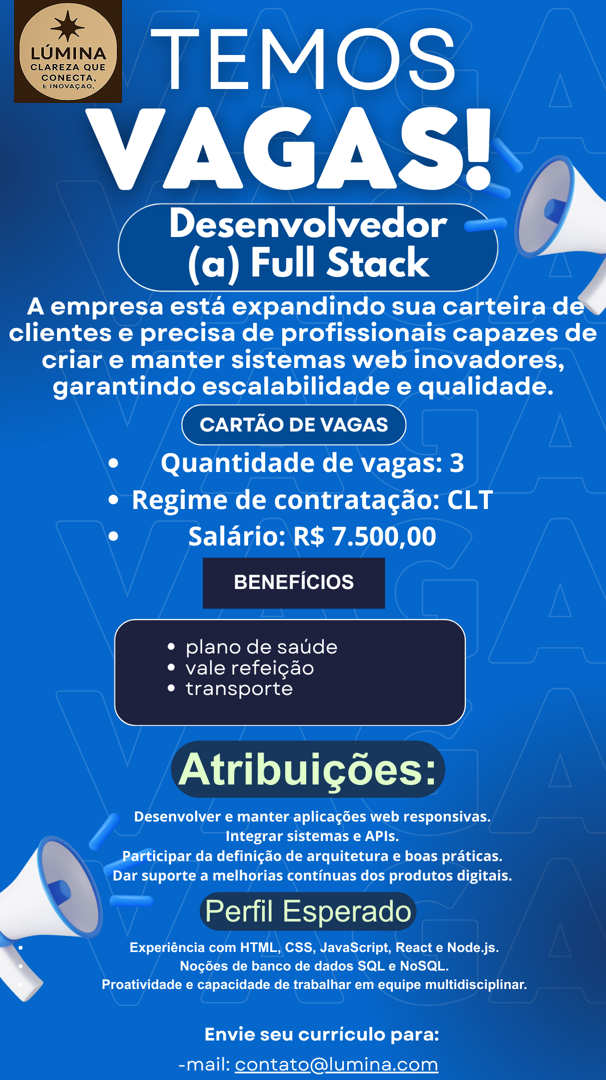 LÚMINA
CLAREZA QUE
CONECTA,
E INOVAÇÃO,
TEMOS
VAGAS!
Desenvolvedor
(a) Full Stack
A empresa está expandindo sua carteira de
clientes e precisa de profissionais capazes de
criar e manter sistemas web inovadores,
garantindo escalabilidade e qualidade.
CARTÃO DE VAGAS
• Quantidade de vagas: 3
• Regime de contratação: CLT
• Salário: R$ 7.500,00
BENEFÍCIOS
• plano de saúde
• vale refeição
• transporte
Atribuições:
Desenvolver e manter aplicações web responsivas.
Integrar sistemas e APIs.
Participar da definição de arquitetura e boas práticas.
Dar suporte a melhorias contínuas dos produtos digitais.
Perfil Esperado
• Experiência com HTML, CSS, JavaScript, React e Node.js.
• Noções de banco de dados SQL e NoSQL.
• Proatividade e capacidade de trabalhar em equipe multidisciplinar.
Envie seu currículo para:
-mail: contato@lumina.com